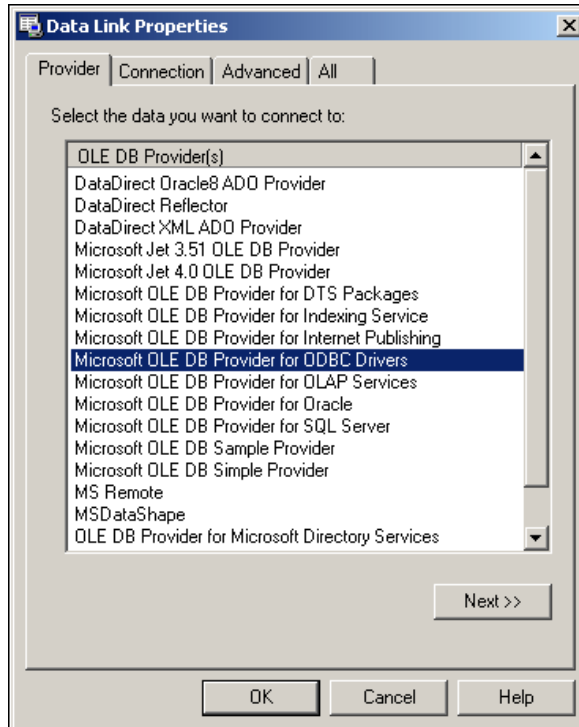 Data Link Properties
Provider Connection Advanced All
Select the data you want to connect to:
OLE DB Provider(s)
DataDirect Oracle8 ADO Provider
DataDirect Reflector
DataDirect XML ADO Provider
Microsoft Jet 3.51 OLE DB Provider
Microsoft Jet 4.0 OLE DB Provider
Microsoft OLE DB Provider for DTS Packages
Microsoft OLE DB Provider for Indexing Service
Microsoft OLE DB Provider for Internet Publishing
Microsoft OLE DB Provider for ODBC Drivers
Microsoft OLE DB Provider for OLAP Services
Microsoft OLE DB Provider for Oracle
Microsoft OLE DB Provider for SQL Server
Microsoft OLE DB Sample Provider
Microsoft OLE DB Simple Provider
MS Remote
MSDataShape
OLE DB Provider for Microsoft Directory Services
Next >>
OK Cancel Help